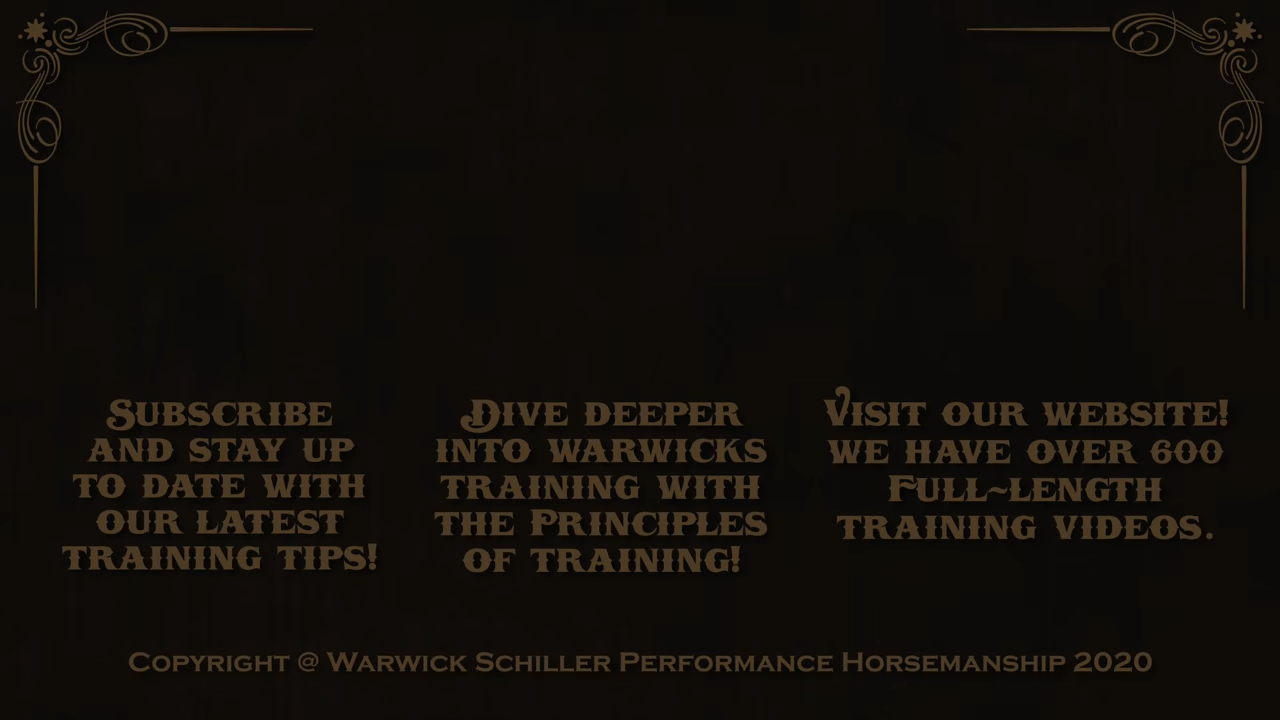 Subscribe
and stay up
to date with
our latest
training tips!
Dive deeper
into Warwicks
training with
the Principles
of training!
Visit our website!
We have over 600
Full-length
training videos.
Copyright @ Warwick Schiller Performance Horsemanship 2020